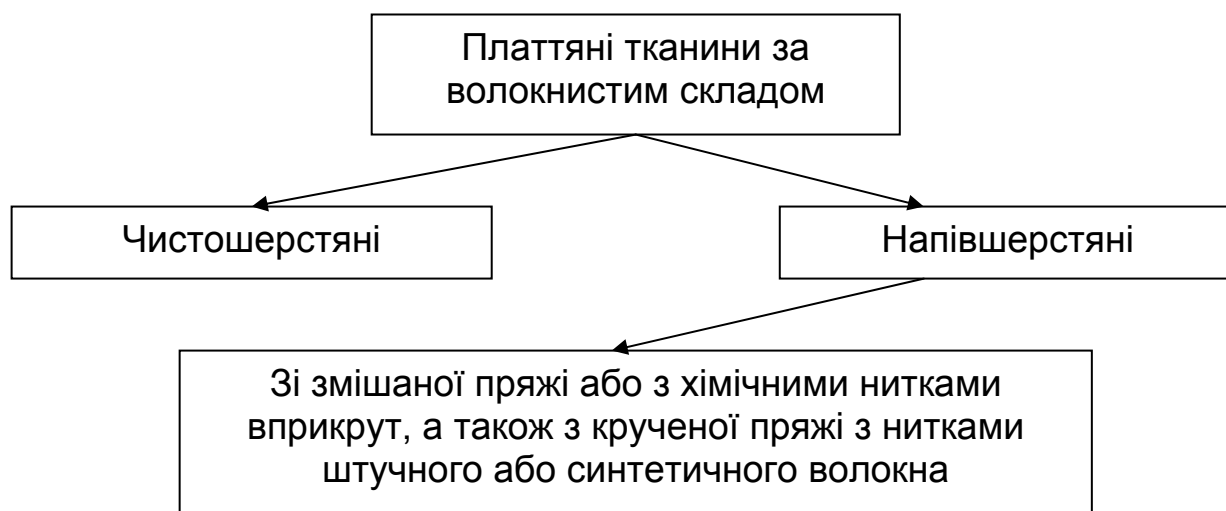 Платтяні тканини за
волокнистим складом
Чистошерстяні
Напівшерстяні
Зі змішаної пряжі або з хімічними нитками
вприкрут, а також з крученої пряжі з нитками
штучного або синтетичного волокна